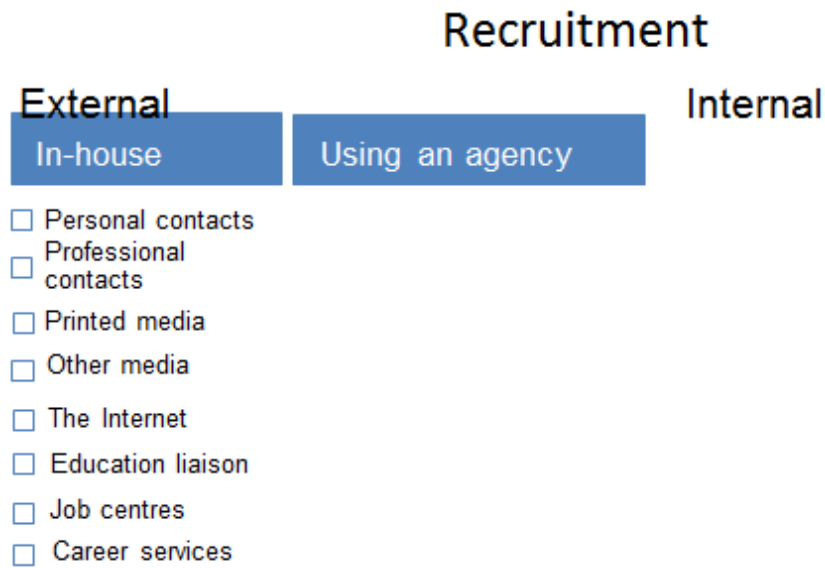 Recruitment
External
Internal
In-house
Using an agency
Personal contacts
Professional
contacts
Printed media
Other media
The Internet
Education liaison
Job centres
Career services